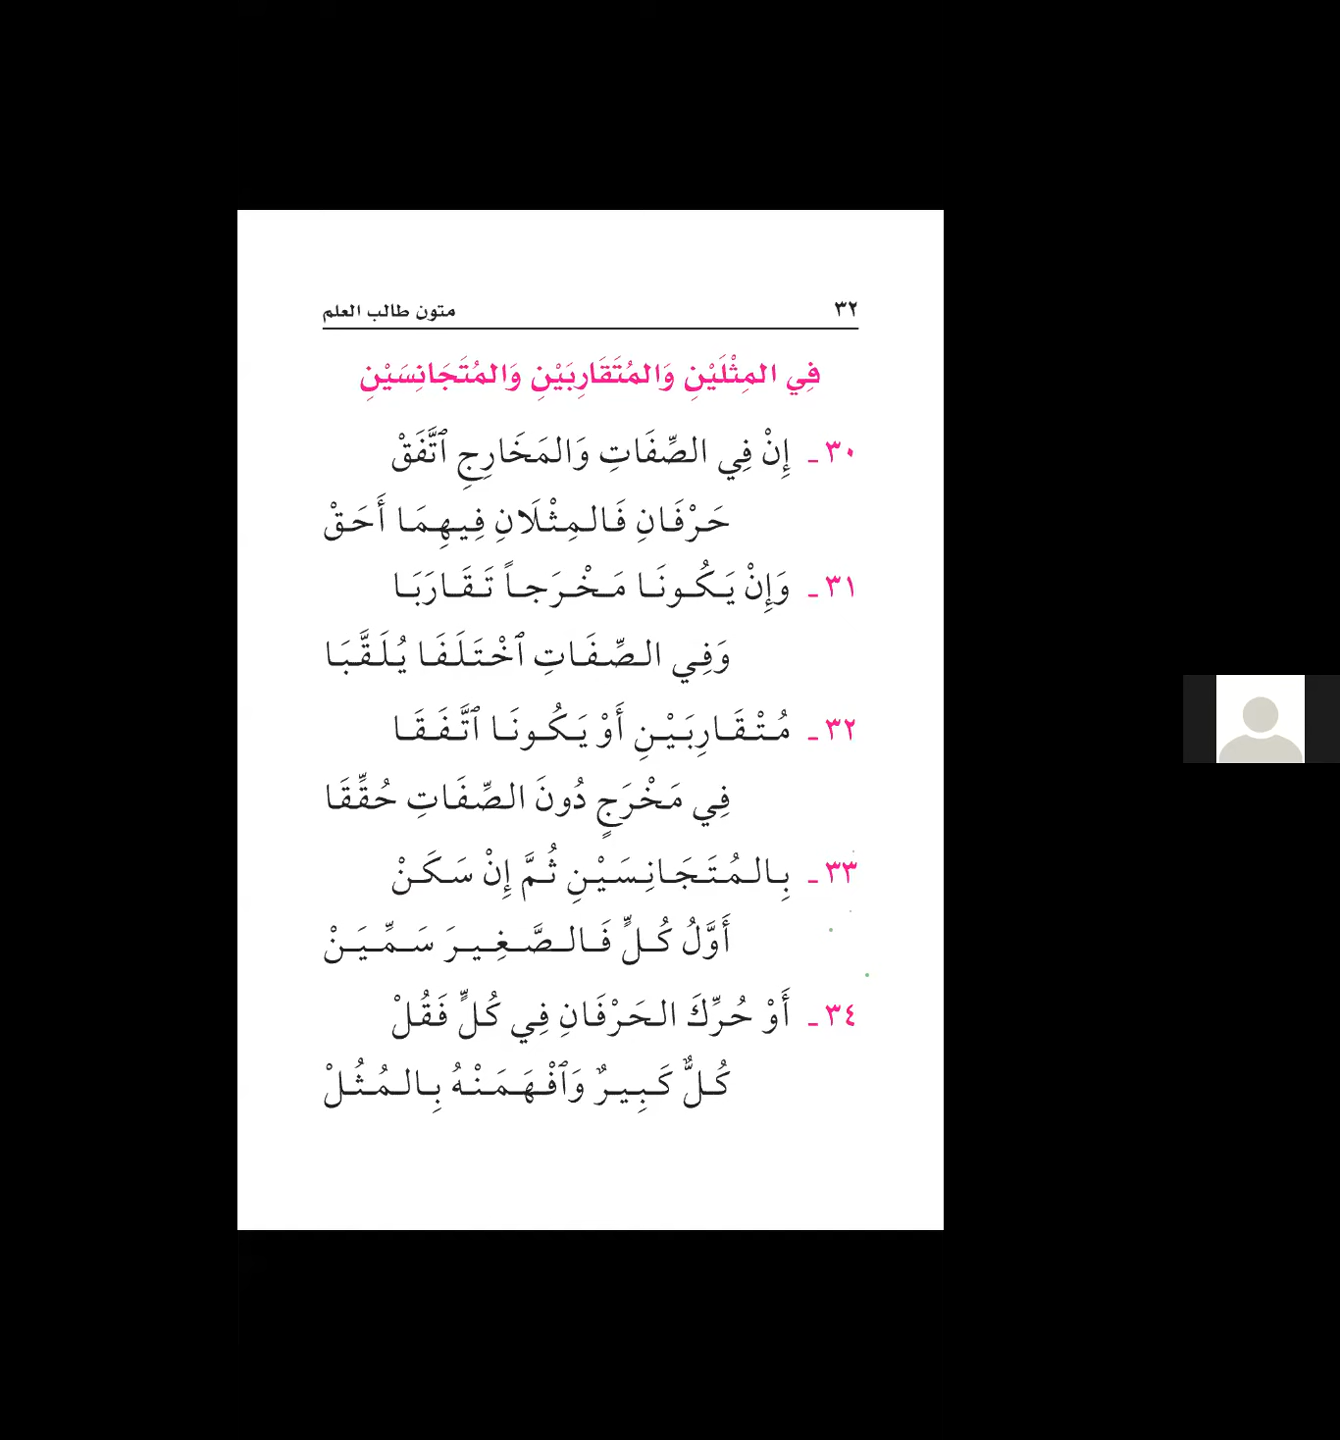 ٣٢ متون طالب العلم
فِي المِثْلَيْنِ وَالمُتَقَارِبَيْنِ وَالمُتَجَانِسَيْنِ
٣٠ ـ إِنْ فِي الصِّفَاتِ وَالمَخَارِجِ ٱتَّفَقْ
حَرْفَانِ فَالمِثْلَانِ فِيهِمَا أَحَقْ
٣١ ـ وَإِنْ يَكُونَا مَخْرَجاً تَقَارَبَا
وَفِي الصِّفَاتِ ٱخْتَلَفَا يُلَقَّبَا
٣٢ ـ مُتْقَارِبَيْنِ أَوْ يَكُونَا ٱتَّفَقَا
فِي مَخْرَجٍ دُونَ الصِّفَاتِ حُقِّقَا
٣٣ ـ بِالمُتَجَانِسَيْنِ ثُمَّ إِنْ سَكَنْ
أَوَّلُ كُلٍّ فَالصَّغِيرَ سَمِّيَنْ
٣٤ ـ أَوْ حُرِّكَ الحَرْفَانِ فِي كُلٍّ فَقُلْ
كُلٌّ كَبِيرٌ وَٱفْهَمَنْهُ بِالمُثُلْ